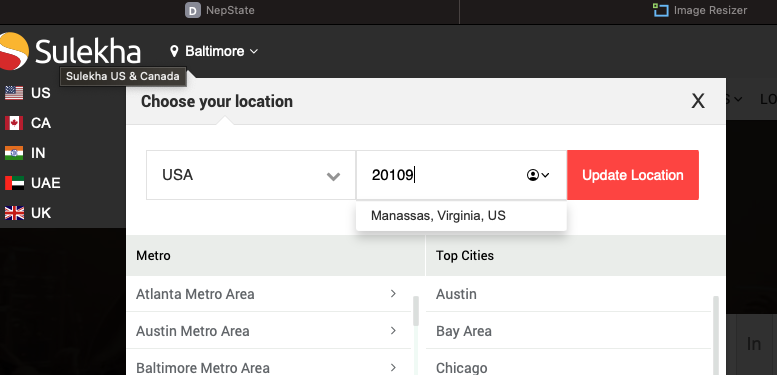 D NepState
Image Resizer
Sulekha
Baltimore
Sulekha US & Canada
US
CA
IN
UAE
UK
Choose your location
X
USA
20109
Update Location
Manassas, Virginia, US
Metro
Top Cities
Atlanta Metro Area
Austin
Austin Metro Area
Bay Area
Baltimore Metro Area
Chicago
In